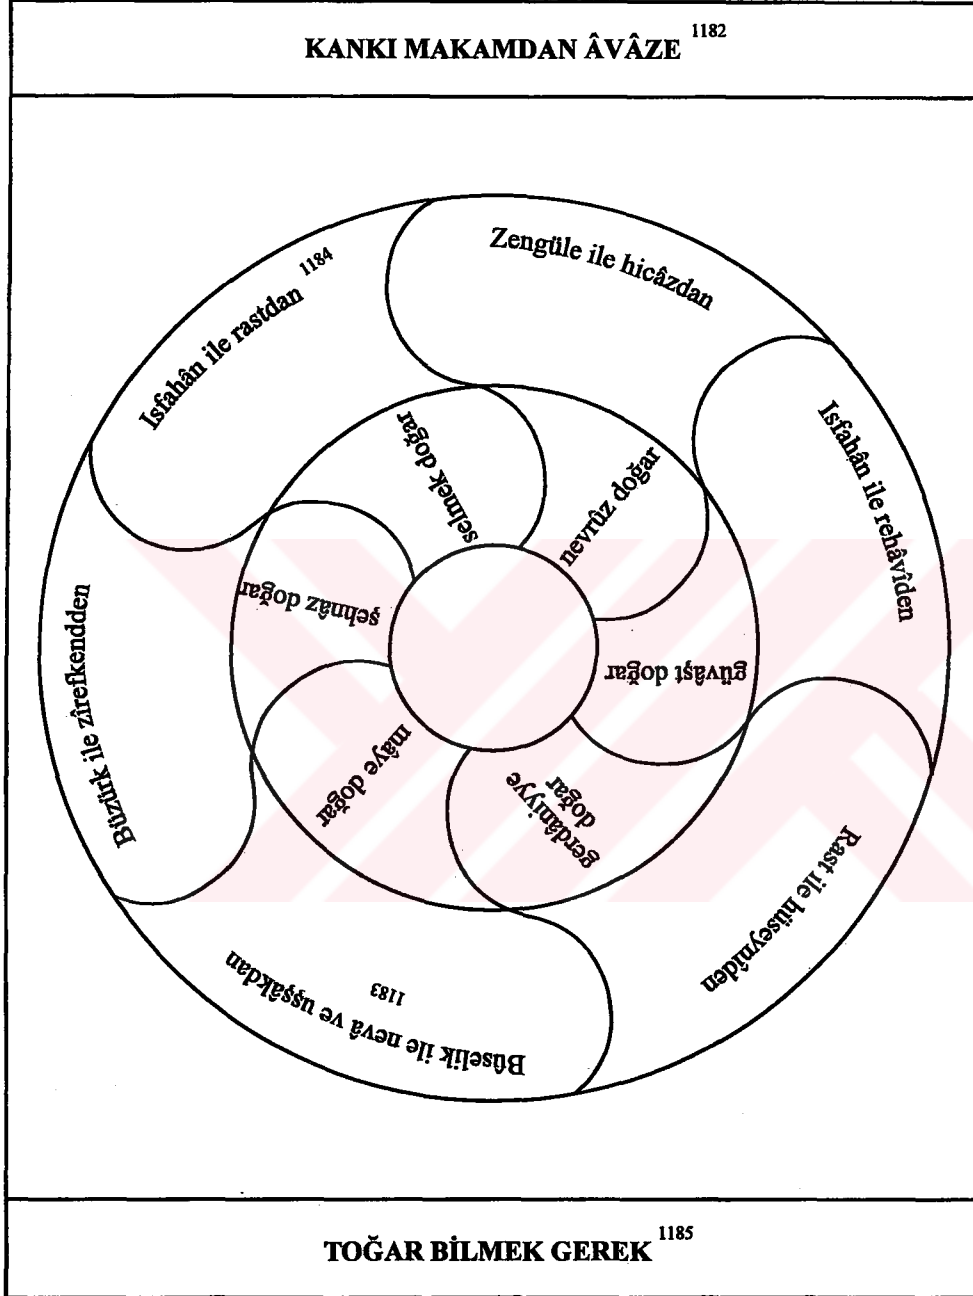 KANKI MAKAMDAN ÂVÂZE 1182
Zengüle ile hicâzdan
Isfahân ile rehâvîden
Rast ile hüseynîden
Bûselik ile nevâ ve uşşâkdan
1183
Büzürk ile zîrefkendden
Isfahân ile rastdan 1184
selmek doğar
nevrûz doğar
güvâşt doğar
gerdâniyye
doğar
mâye doğar
şehnâz doğar
TOĞAR BİLMEK GEREK 1185